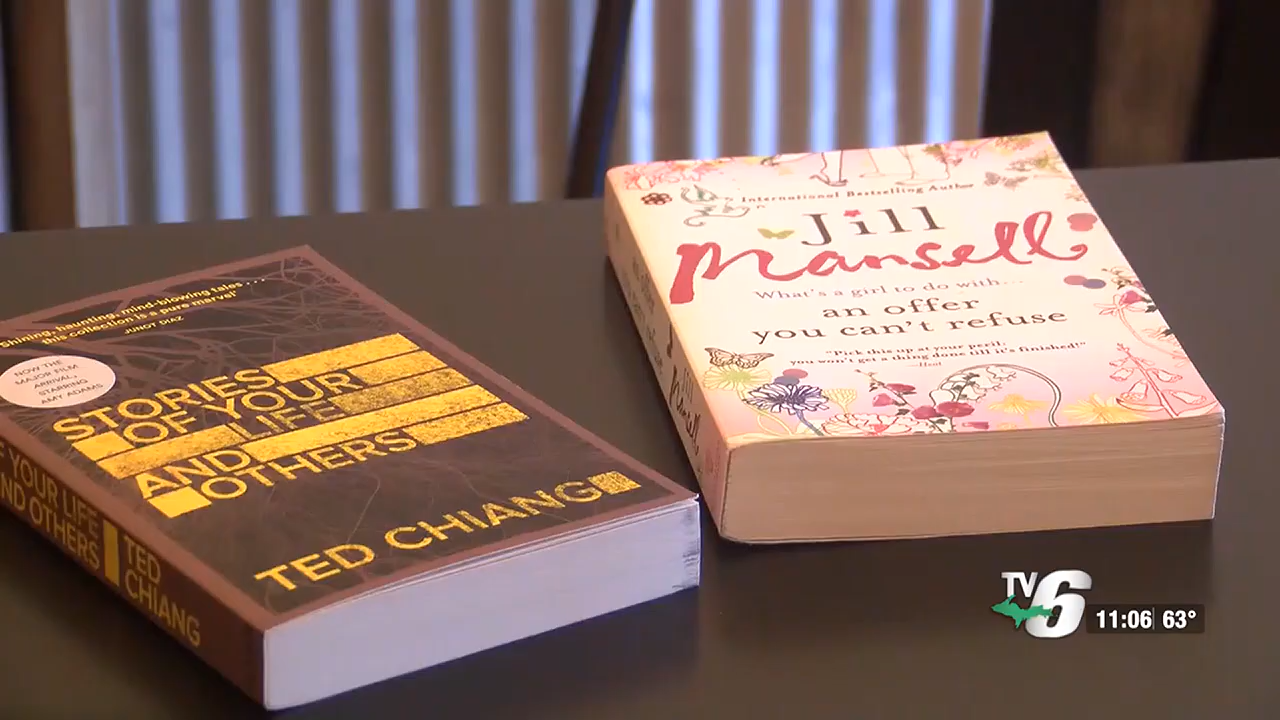 Shining, haunting, mind-blowing tales . . .
this collection is a pure marvel'
JUNOT DIAZ
NOW THE
MAJOR FILM
ARRIVAL,
STARRING
AMY ADAMS
STORIES
OF YOUR
LIFE
AND
OTHERS
TED CHIANG
YOUR LIFE
OTHERS
TED
CHIANG
International Bestselling Author
Jill
Mansell
What's a girl to do with...
an offer
you can't refuse
"Pick this up at your peril:
you won't get a thing done till it's finished!"
—Heat
Jill
Mansell
TV6
11:06 63°